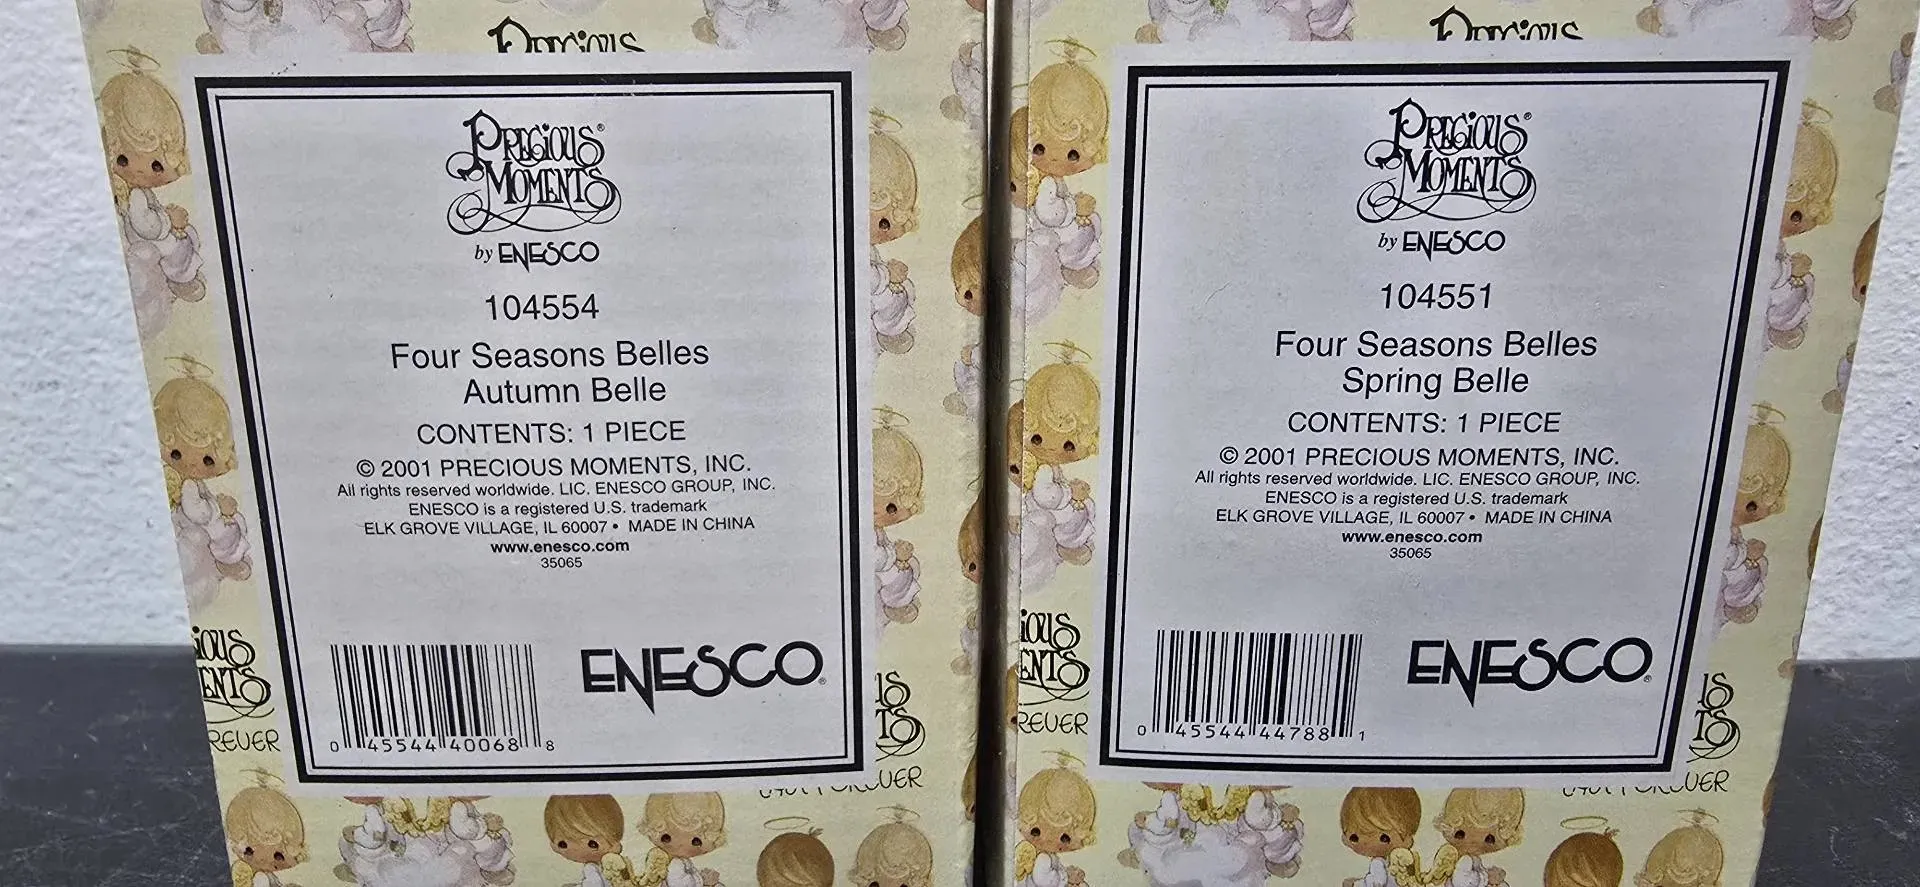 Precious
PRECIOUS®
MOMENTS
by ENESCO
104554
Four Seasons Belles
Autumn Belle
CONTENTS: 1 PIECE
© 2001 PRECIOUS MOMENTS, INC.
All rights reserved worldwide. LIC. ENESCO GROUP, INC.
ENESCO is a registered U.S. trademark
ELK GROVE VILLAGE, IL 60007 • MADE IN CHINA
www.enesco.com
35065
ENESCO®
0 45544 40068 8
Precious
PRECIOUS®
MOMENTS
by ENESCO
104551
Four Seasons Belles
Spring Belle
CONTENTS: 1 PIECE
© 2001 PRECIOUS MOMENTS, INC.
All rights reserved worldwide. LIC. ENESCO GROUP, INC.
ENESCO is a registered U.S. trademark
ELK GROVE VILLAGE, IL 60007 • MADE IN CHINA
www.enesco.com
35065
ENESCO®
0 45544 44788 1